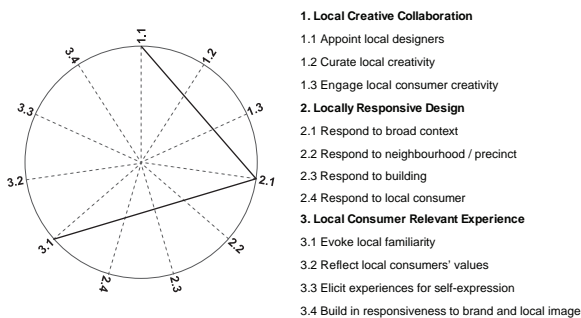 1.1
1.2
1.3
2.1
2.2
2.3
2.4
3.1
3.2
3.3
3.4
1. Local Creative Collaboration
1.1 Appoint local designers
1.2 Curate local creativity
1.3 Engage local consumer creativity
2. Locally Responsive Design
2.1 Respond to broad context
2.2 Respond to neighbourhood / precinct
2.3 Respond to building
2.4 Respond to local consumer
3. Local Consumer Relevant Experience
3.1 Evoke local familiarity
3.2 Reflect local consumers' values
3.3 Elicit experiences for self-expression
3.4 Build in responsiveness to brand and local image